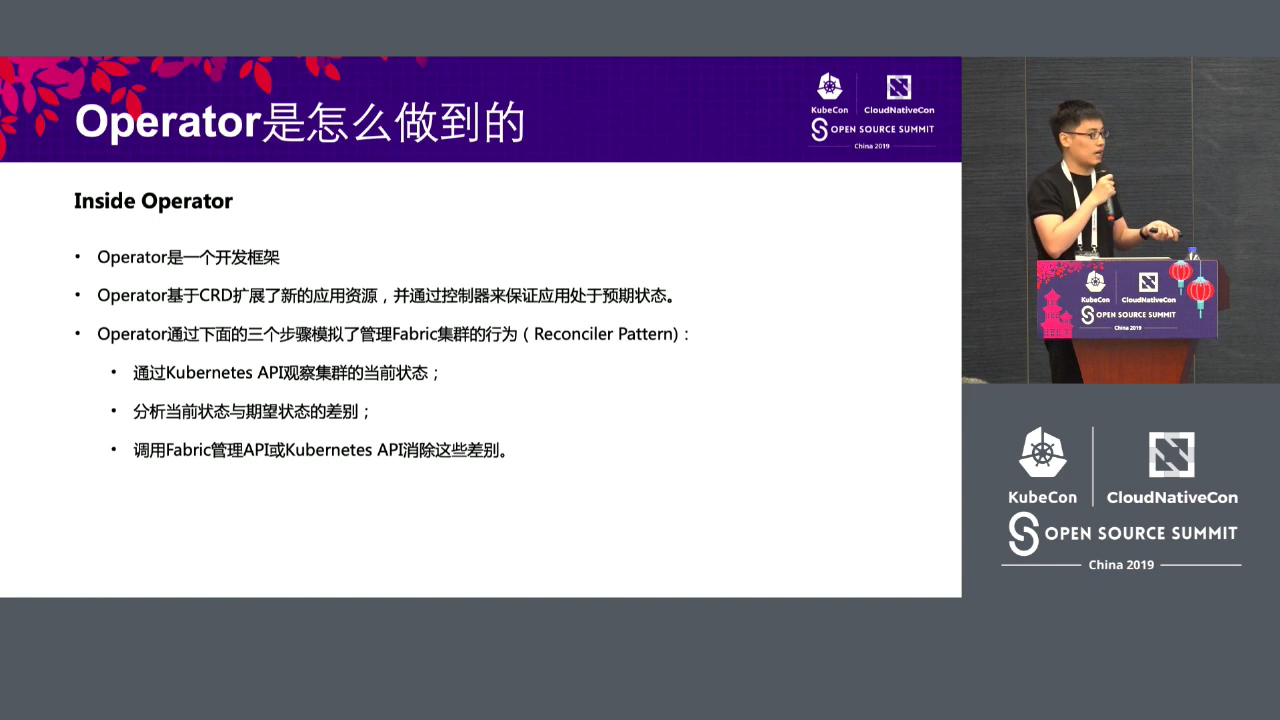 Operator是怎么做到的
KubeCon
CloudNativeCon
OPEN SOURCE SUMMIT
China 2019
Inside Operator
• Operator是一个开发框架
• Operator基于CRD扩展了新的应用资源，并通过控制器来保证应用处于预期状态。
• Operator通过下面的三个步骤模拟了管理Fabric集群的行为（Reconciler Pattern)：
• 通过Kubernetes API观察集群的当前状态；
• 分析当前状态与期望状态的差别；
• 调用Fabric管理API或Kubernetes API消除这些差别。
KubeCon
CloudNativeCon
OPEN SOURCE SUMMIT
China 2019
KubeCon
CloudNativeCon
OPEN SOURCE SUMMIT
China 2019